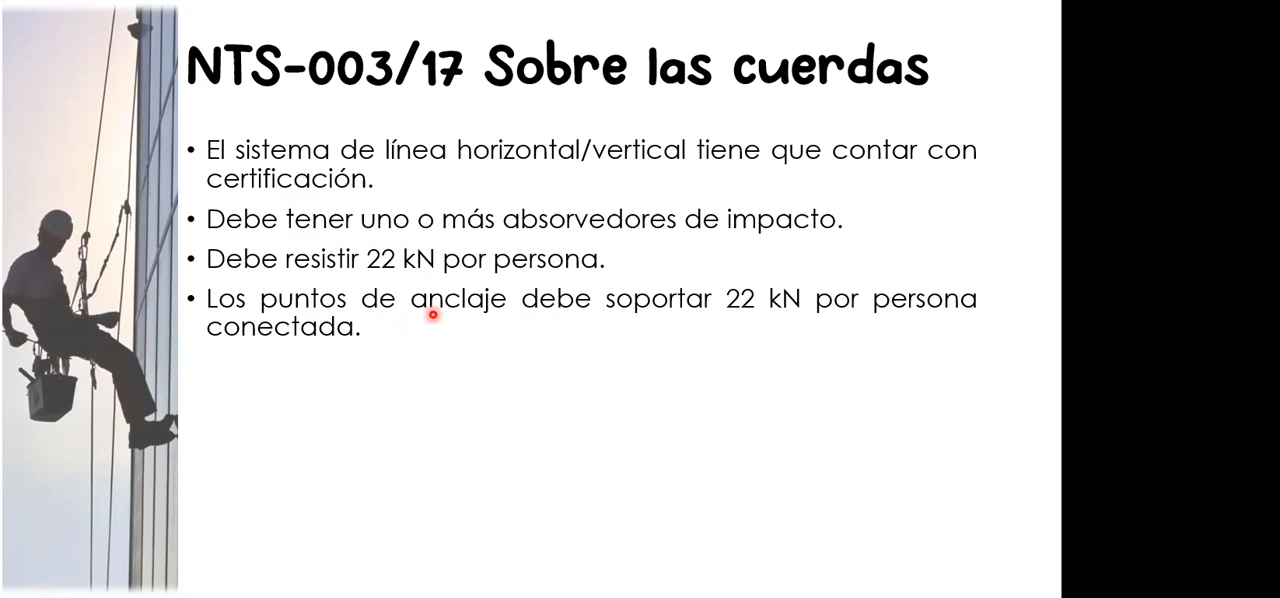 NTS-003/17 Sobre las cuerdas
• El sistema de línea horizontal/vertical tiene que contar con
certificación.
• Debe tener uno o más absorvedores de impacto.
• Debe resistir 22 kN por persona.
• Los puntos de anclaje debe soportar 22 kN por persona
conectada.